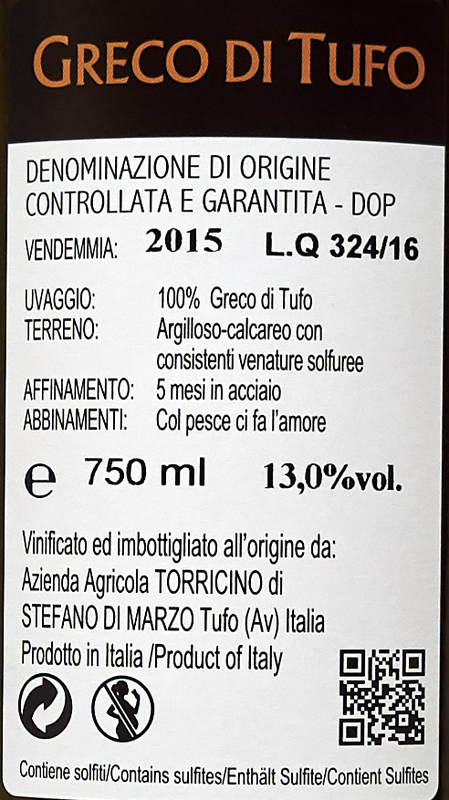 GRECO DI TUFO
DENOMINAZIONE DI ORIGINE
CONTROLLATA E GARANTITA - DOP
VENDEMMIA: 2015 L.Q 324/16
UVAGGIO: 100% Greco di Tufo
TERRENO: Argilloso-calcareo con
consistenti venature solfuree
AFFINAMENTO: 5 mesi in acciaio
ABBINAMENTI: Col pesce ci fa l'amore
e 750 ml 13,0%vol.
Vinificato ed imbottigliato all'origine da:
Azienda Agricola TORRICINO di
STEFANO DI MARZO Tufo (Av) Italia
Prodotto in Italia /Product of Italy
Contiene solfiti/Contains sulfites/Enthält Sulfite/Contient Sulfites